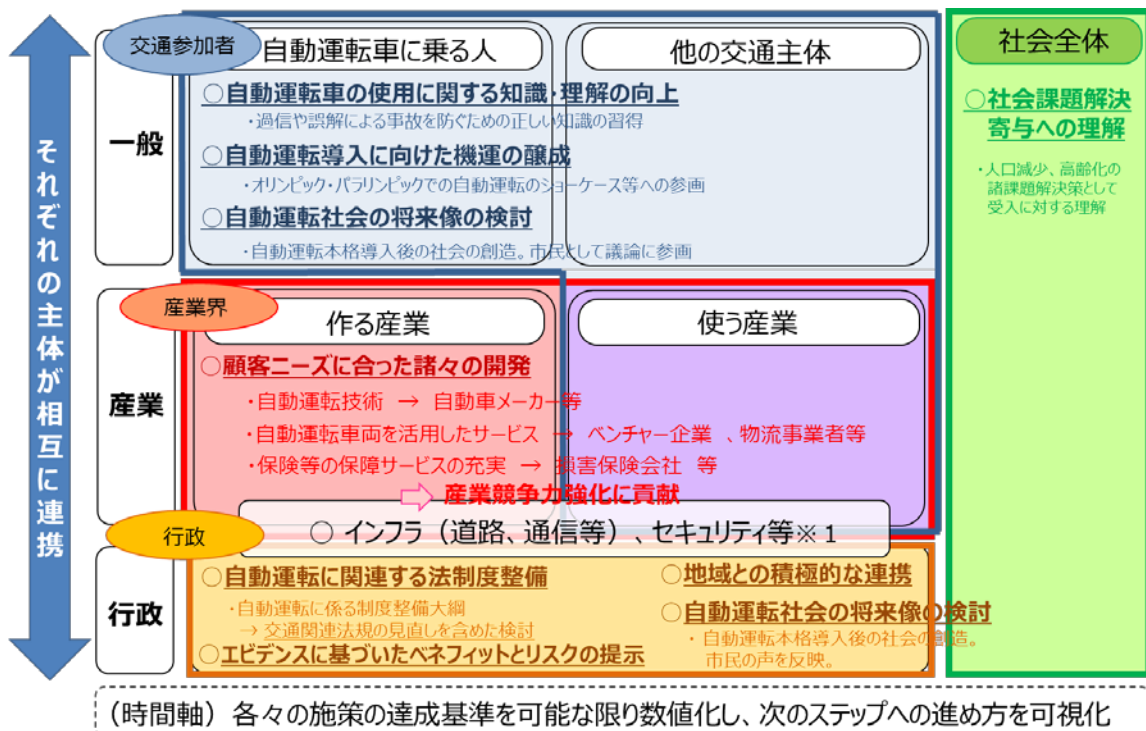 それぞれの主体が相互に連携
一般
交通参加者
自動運転車に乗る人
他の交通主体
○自動運転車の使用に関する知識・理解の向上
・過信や誤解による事故を防ぐための正しい知識の習得
○自動運転導入に向けた機運の醸成
・オリンピック・パラリンピックでの自動運転のショーケース等への参画
○自動運転社会の将来像の検討
・自動運転本格導入後の社会の創造。市民として議論に参画
社会全体
○社会課題解決
寄与への理解
・人口減少、高齢化の
諸課題解決策として
受入に対する理解
産業
産業界
作る産業
使う産業
○顧客ニーズに合った諸々の開発
・自動運転技術 → 自動車メーカー等
・自動運転車両を活用したサービス → ベンチャー企業 、物流事業者等
・保険等の保障サービスの充実 → 損害保険会社 等
⇨ 産業競争力強化に貢献
○ インフラ（道路、通信等）、セキュリティ等※１
行政
行政
○自動運転に関連する法制度整備
・自動運転に係る制度整備大綱
→ 交通関連法規の見直しを含めた検討
○エビデンスに基づいたベネフィットとリスクの提示
○地域との積極的な連携
○自動運転社会の将来像の検討
・ 自動運転本格導入後の社会の創造。
市民の声を反映。
（時間軸）各々の施策の達成基準を可能な限り数値化し、次のステップへの進め方を可視化